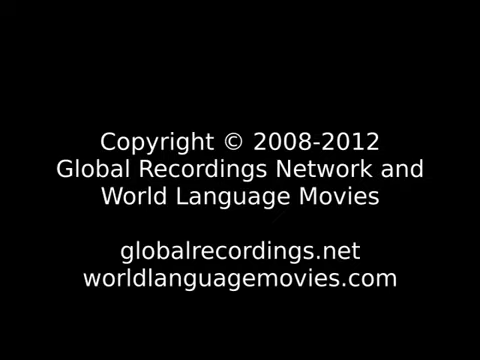 Copyright © 2008-2012
Global Recordings Network and
World Language Movies
globalrecordings.net
worldlanguagemovies.com